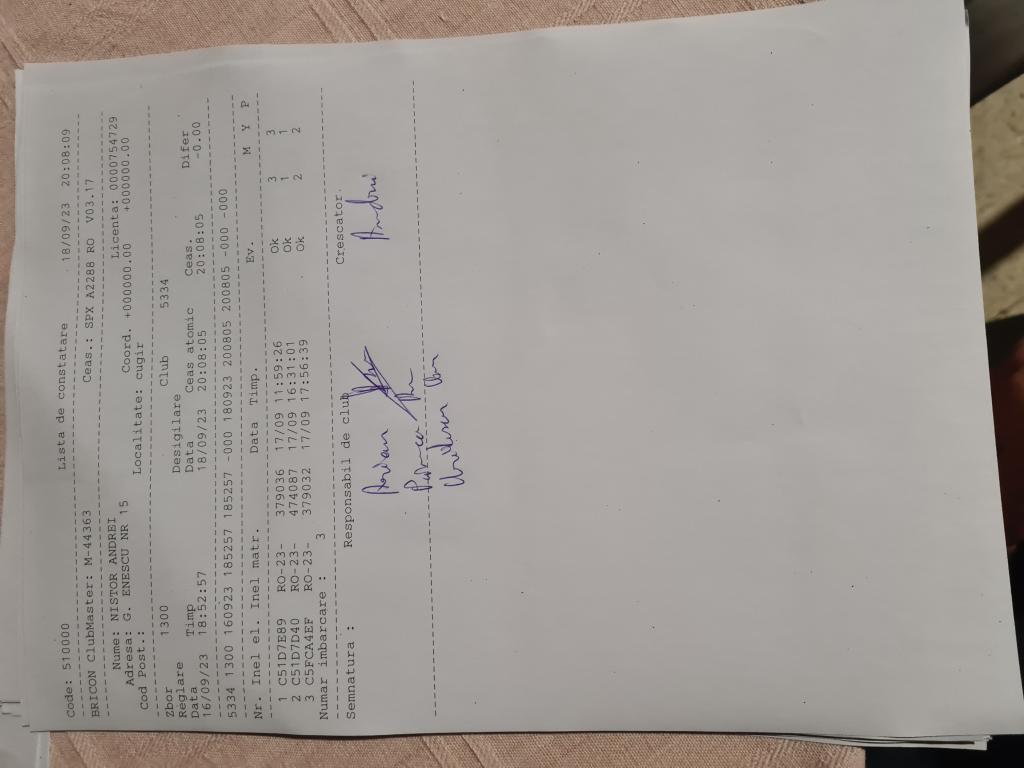 Code: 510000 Lista de constatare 18/09/23 20:08:09
BRICON ClubMaster: M-44363 Ceas.: SPX A2288 RO V03.17
Nume: NISTOR ANDREI Licenta: 0000754729
Adresa: G. ENESCU NR 15 Coord. +000000.00 +000000.00
Cod Post.: Localitate: cugir
Zbor 1300 Club 5334
Reglare Desigilare
Data Timp Data Ceas atomic Ceas. Difer
16/09/23 18:52:57 18/09/23 20:08:05 20:08:05 -0.00
5334 1300 160923 185257 185257 -000 180923 200805 200805 -000 -000
Nr. Inel el. Inel matr. Data Timp. Ev. M Y P
1 C51D7E89 RO-23- 379036 17/09 11:59:26 Ok 3 3
2 C51D7D40 RO-23- 474087 17/09 16:31:01 Ok 1 1
3 C5FCA4EF RO-23- 379032 17/09 17:56:39 Ok 2 2
Numar imbarcare : 3
Semnatura : Responsabil de club Crescator.